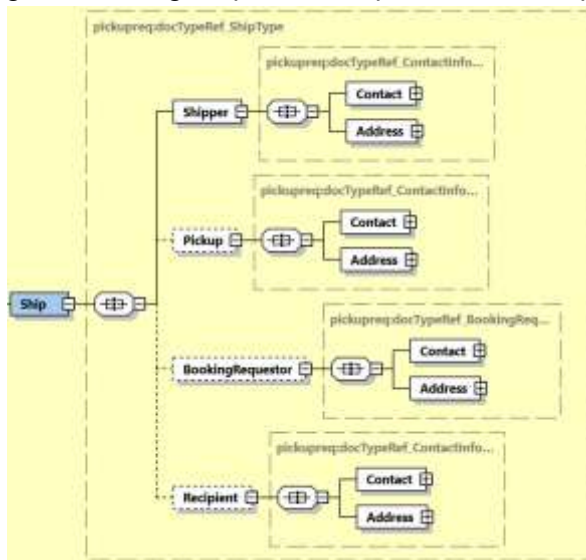 pickupreq:docTypeRef_ShipType
pickupreq:docTypeRef_ContactInfo...
Contact
Shipper
Address
pickupreq:docTypeRef_ContactInfo...
Contact
Pickup
Address
Ship
pickupreq:docTypeRef_BookingReq...
Contact
BookingRequestor
Address
pickupreq:docTypeRef_ContactInfo...
Contact
Recipient
Address